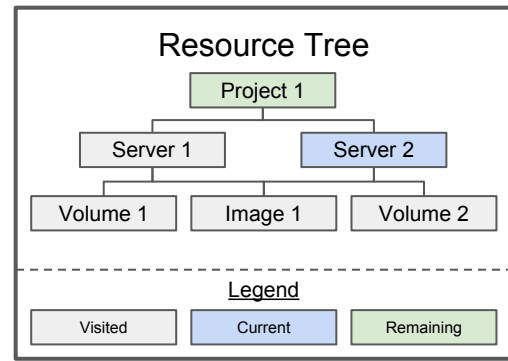 Resource Tree
Project 1
Server 1 Server 2
Volume 1 Image 1 Volume 2
Legend
Visited Current Remaining